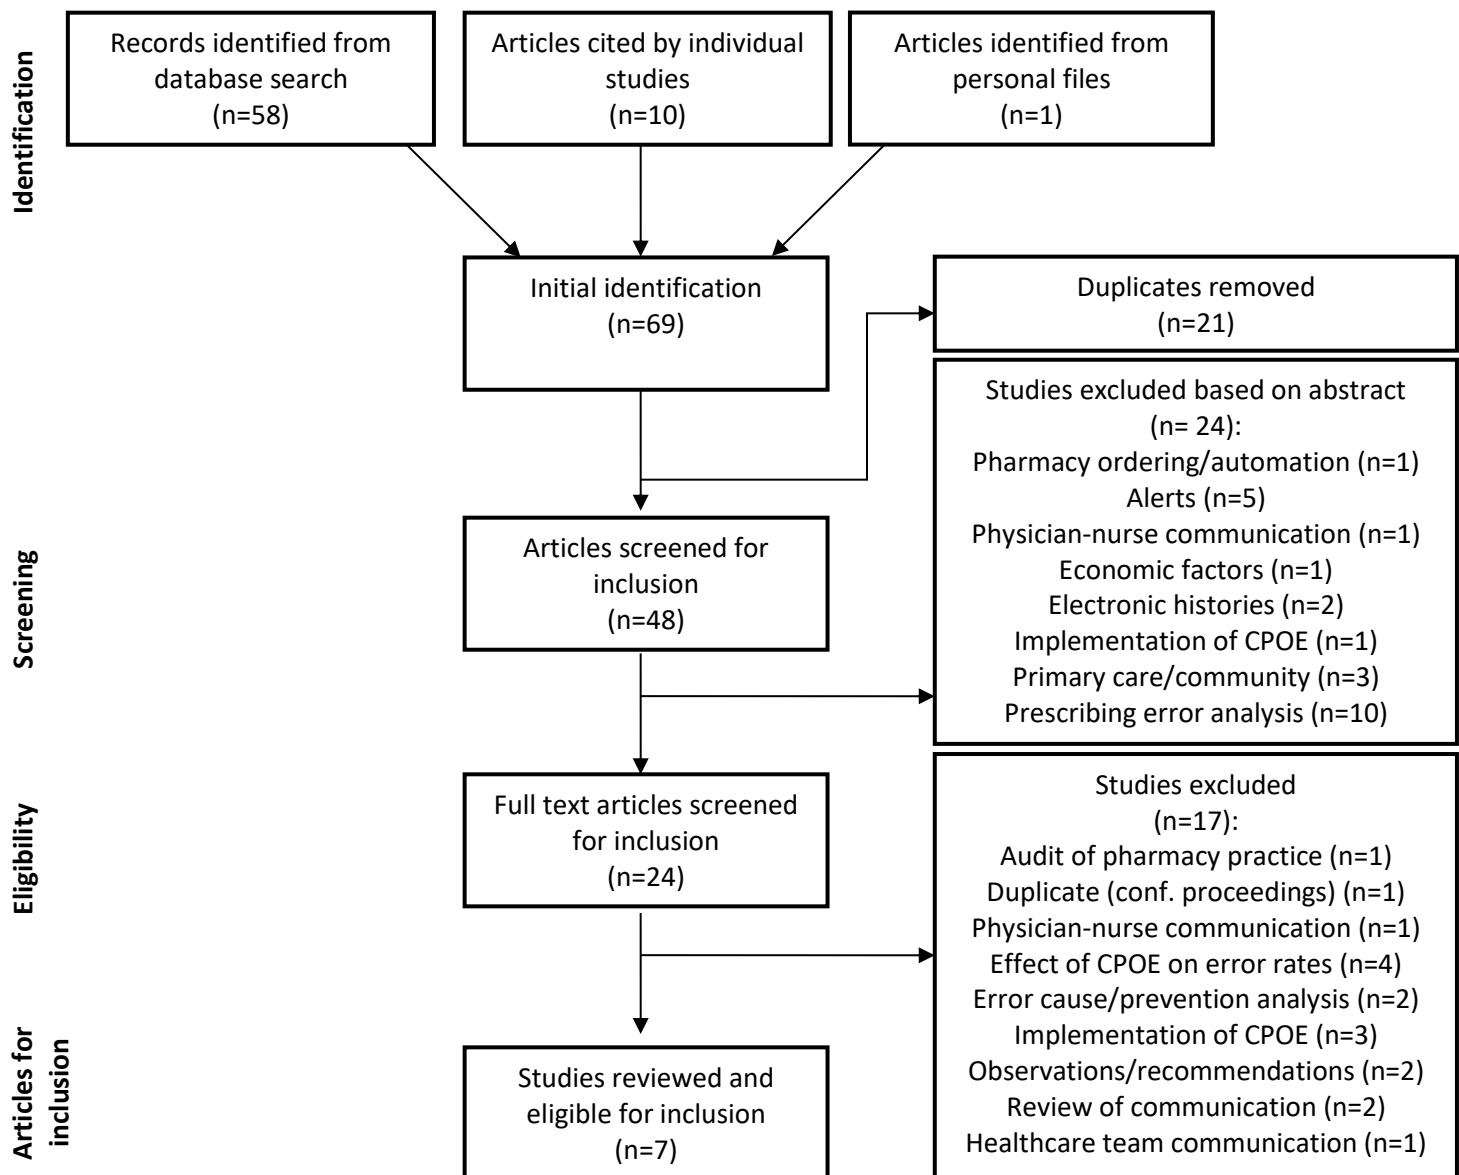 Identification
Records identified from
database search
(n=58)
Articles cited by individual
studies
(n=10)
Articles identified from
personal files
(n=1)
Initial identification
(n=69)
Duplicates removed
(n=21)
Screening
Articles screened for
inclusion
(n=48)
Studies excluded based on abstract
(n= 24):
Pharmacy ordering/automation (n=1)
Alerts (n=5)
Physician-nurse communication (n=1)
Economic factors (n=1)
Electronic histories (n=2)
Implementation of CPOE (n=1)
Primary care/community (n=3)
Prescribing error analysis (n=10)
Eligibility
Full text articles screened
for inclusion
(n=24)
Studies excluded
(n=17):
Audit of pharmacy practice (n=1)
Duplicate (conf. proceedings) (n=1)
Physician-nurse communication (n=1)
Effect of CPOE on error rates (n=4)
Error cause/prevention analysis (n=2)
Implementation of CPOE (n=3)
Observations/recommendations (n=2)
Review of communication (n=2)
Healthcare team communication (n=1)
Articles for
inclusion
Studies reviewed and
eligible for inclusion
(n=7)